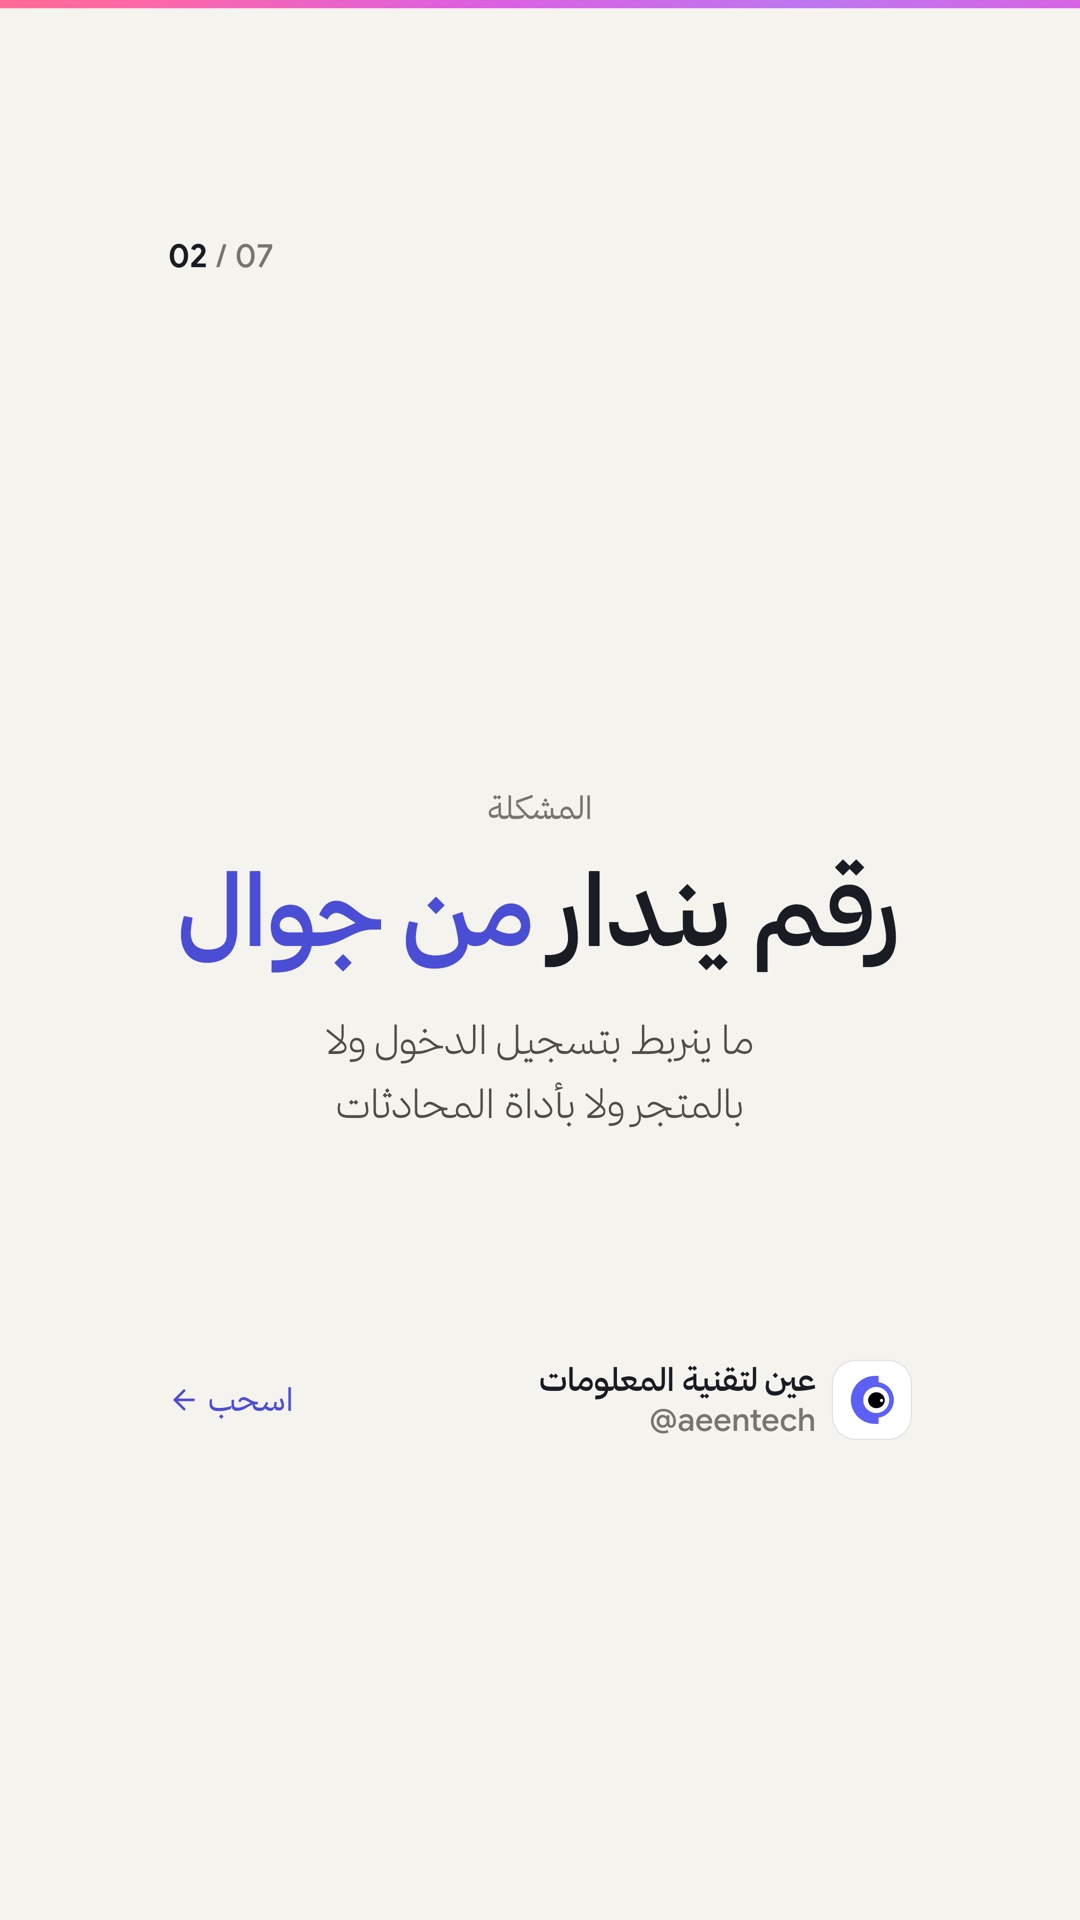 02 / 07
المشكلة
رقم يندار من جوال
ما ينربط بتسجيل الدخول ولا
بالمتجر ولا بأداة المحادثات
عين لتقنية المعلومات
@aeentech
اسحب ←